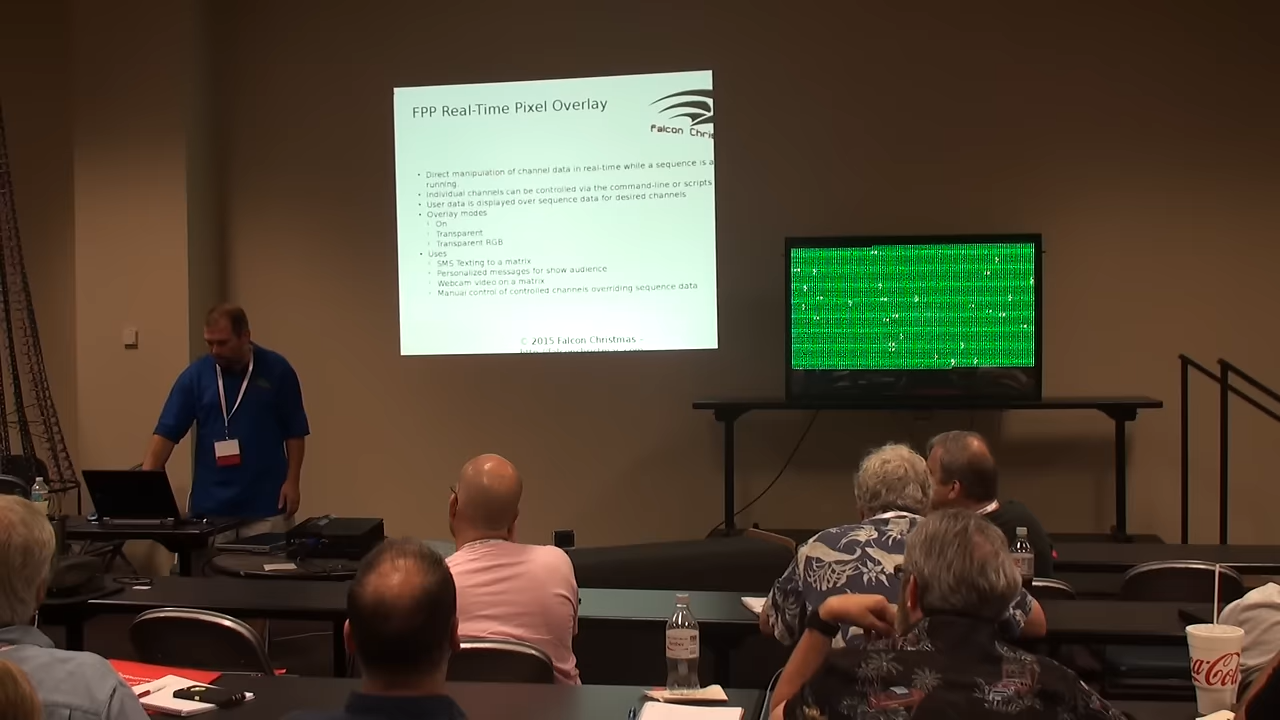 FPP Real-Time Pixel Overlay
Falcon Chris
• Direct manipulation of channel data in real-time while a sequence is a
running.
• Individual channels can be controlled via the command-line or scripts
• User data is displayed over sequence data for desired channels
• Overlay modes
On
Transparent
Transparent RGB
• Uses
SMS Texting to a matrix
Personalized messages for show audience
Webcam video on a matrix
Manual control of controlled channels overriding sequence data
© 2015 Falcon Christmas -
a-Col